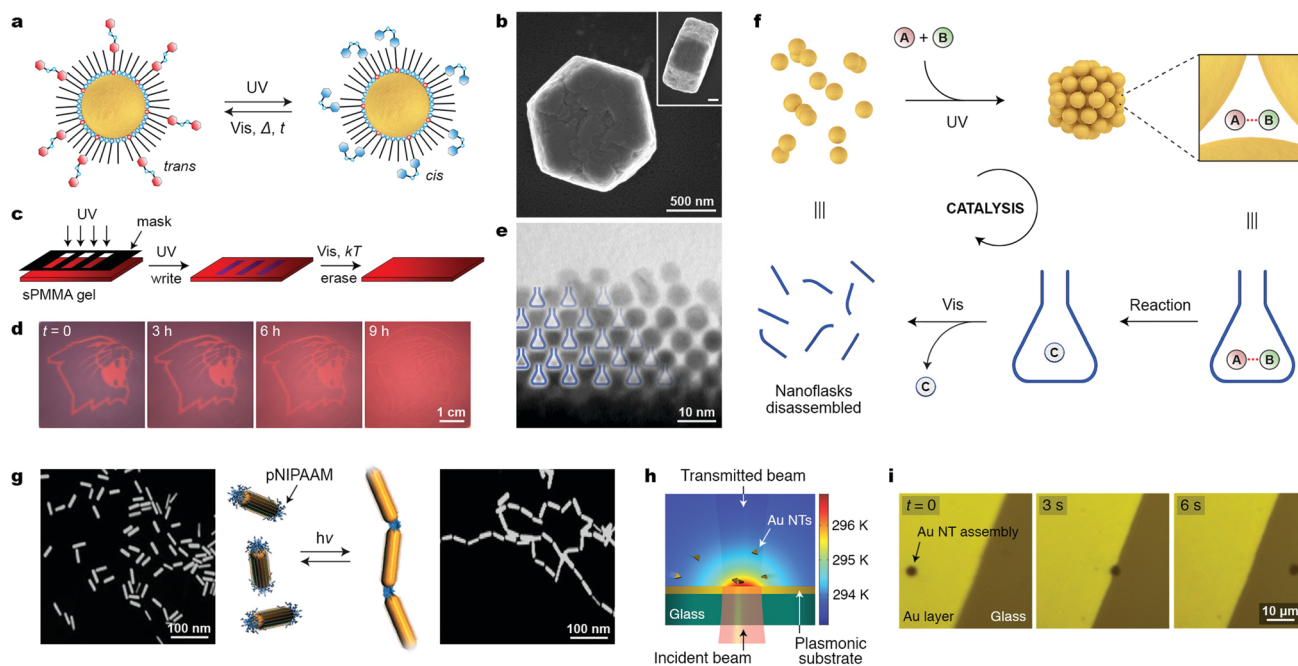 a
UV
Vis, Δ, t
trans
cis
b
500 nm
c
UV
mask
UV
write
Vis, kT
erase
sPMMA gel
d
t = 0
3 h
6 h
9 h
1 cm
e
10 nm
f
A + B
UV
A B
CATALYSIS
Vis
C
C
Reaction
A B
Nanoflasks
disassembled
g
100 nm
pNIPAAM
hν
100 nm
h
Transmitted beam
Au NTs
296 K
295 K
294 K
Glass
Incident beam
Plasmonic
substrate
i
t = 0
Au NT assembly
Au layer
Glass
3 s
6 s
10 µm